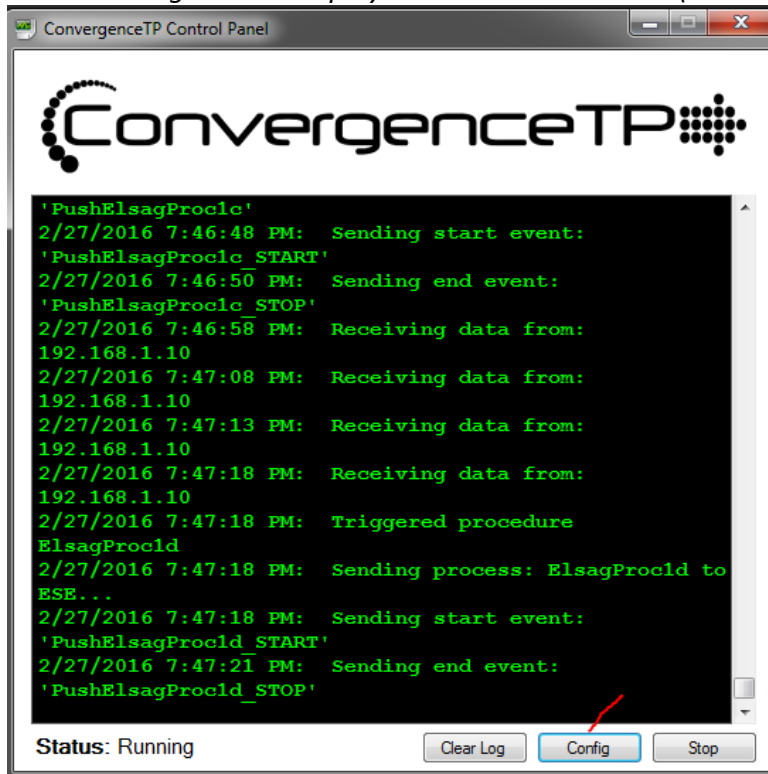 ConvergenceTP Control Panel
ConvergenceTP
'PushElsagProc1c'
2/27/2016 7:46:48 PM: Sending start event:
'PushElsagProc1c_START'
2/27/2016 7:46:50 PM: Sending end event:
'PushElsagProc1c_STOP'
2/27/2016 7:46:58 PM: Receiving data from:
192.168.1.10
2/27/2016 7:47:08 PM: Receiving data from:
192.168.1.10
2/27/2016 7:47:13 PM: Receiving data from:
192.168.1.10
2/27/2016 7:47:18 PM: Receiving data from:
192.168.1.10
2/27/2016 7:47:18 PM: Triggered procedure
ElsagProc1d
2/27/2016 7:47:18 PM: Sending process: ElsagProc1d to
ESE...
2/27/2016 7:47:18 PM: Sending start event:
'PushElsagProc1d_START'
2/27/2016 7:47:21 PM: Sending end event:
'PushElsagProc1d_STOP'
Status: Running Clear Log Config Stop